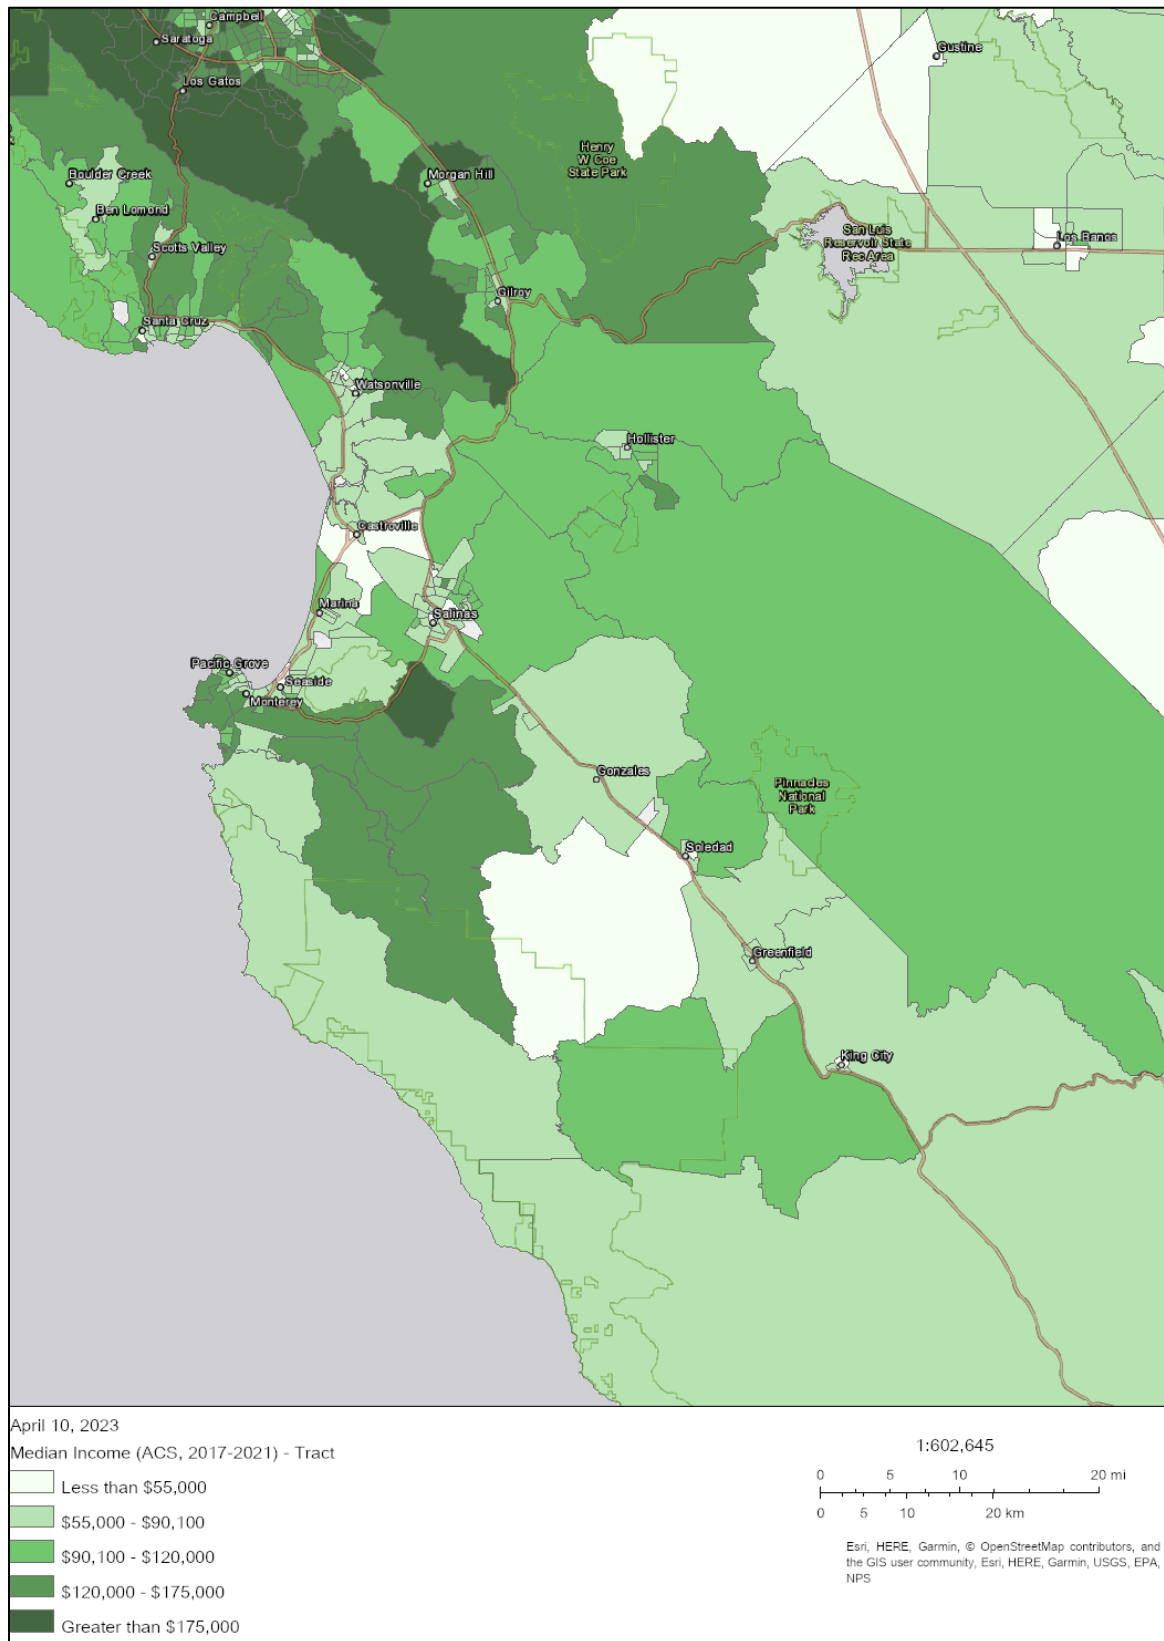 Campbell
Saratoga
Gustine
Los Gatos
Henry
W Coe
State Park
Boulder Creek
Morgan Hill
Ben Lomond
San Luis
Reservoir State
Rec Area
Los Banos
Scotts Valley
Gilroy
Santa Cruz
Watsonville
Hollister
Castroville
Marina
Salinas
Pacific Grove
Seaside
Monterey
Gonzales
Pinnacles
National
Park
Soledad
Greenfield
King City
April 10, 2023
Median Income (ACS, 2017-2021) - Tract
Less than $55,000
$55,000 - $90,100
$90,100 - $120,000
$120,000 - $175,000
Greater than $175,000
1:602,645
0 5 10 20 mi
0 5 10 20 km
Esri, HERE, Garmin, © OpenStreetMap contributors, and
the GIS user community, Esri, HERE, Garmin, USGS, EPA,
NPS